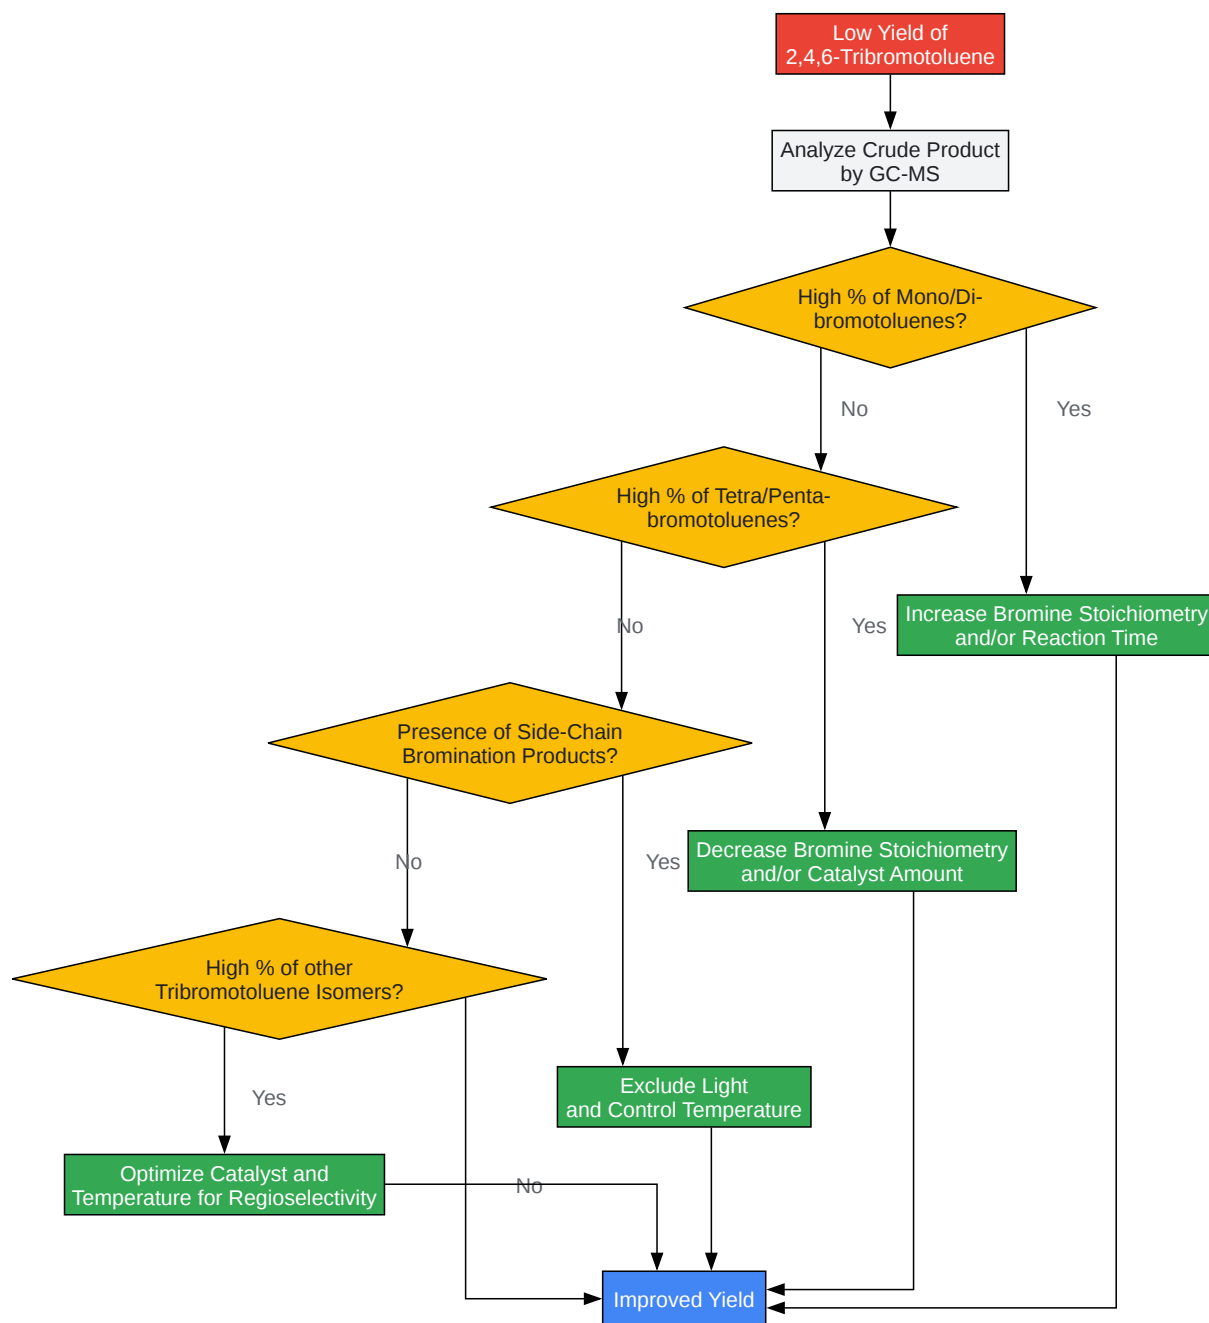 Low Yield of
2,4,6-Tribromotoluene
Analyze Crude Product
by GC-MS
High % of Mono/Di-
bromotoluenes?
No
Yes
High % of Tetra/Penta-
bromotoluenes?
No
Yes
Increase Bromine Stoichiometry
and/or Reaction Time
Presence of Side-Chain
Bromination Products?
No
Yes
Decrease Bromine Stoichiometry
and/or Catalyst Amount
High % of other
Tribromotoluene Isomers?
Yes
Exclude Light
and Control Temperature
Optimize Catalyst and
Temperature for Regioselectivity
No
Improved Yield